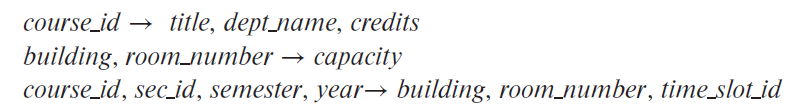 course_id → title, dept_name, credits
building, room_number → capacity
course_id, sec_id, semester, year→ building, room_number, time_slot_id